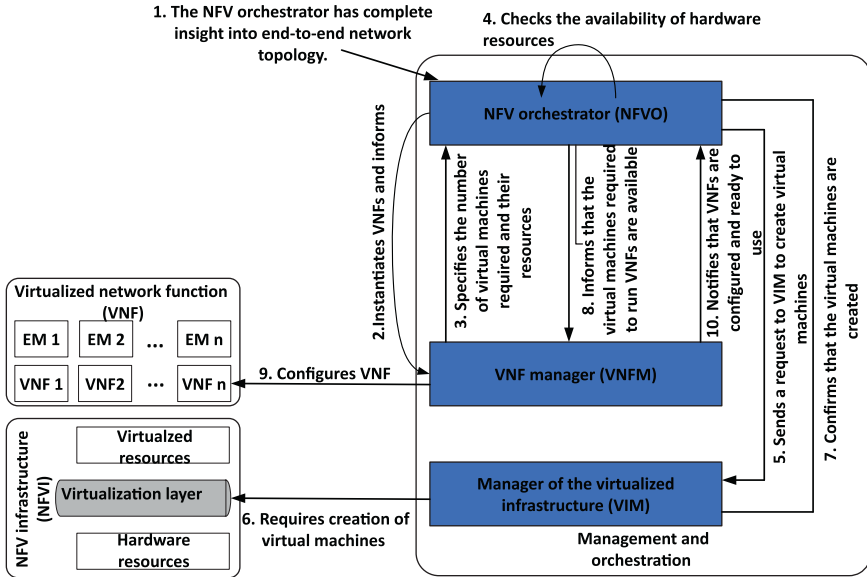 1. The NFV orchestrator has complete
insight into end-to-end network
topology.
4. Checks the availability of hardware
resources
NFV orchestrator (NFVO)
2.Instantiates VNFs and informs
3. Specifies the number
of virtual machines
required and their
resources
8. Informs that the
virtual machines required
to run VNFs are available
10. Notifies that VNFs are
configured and ready to
use
5. Sends a request to VIM to create virtual
machines
7. Confirms that the virtual machines are
created
Virtualized network function
(VNF)
EM 1
EM 2
...
EM n
VNF 1
VNF2
...
VNF n
9. Configures VNF
VNF manager (VNFM)
NFV infrastructure
(NFVI)
Virtualzed
resources
Virtualization layer
Hardware
resources
6. Requires creation of
virtual machines
Manager of the virtualized
infrastructure (VIM)
Management and
orchestration